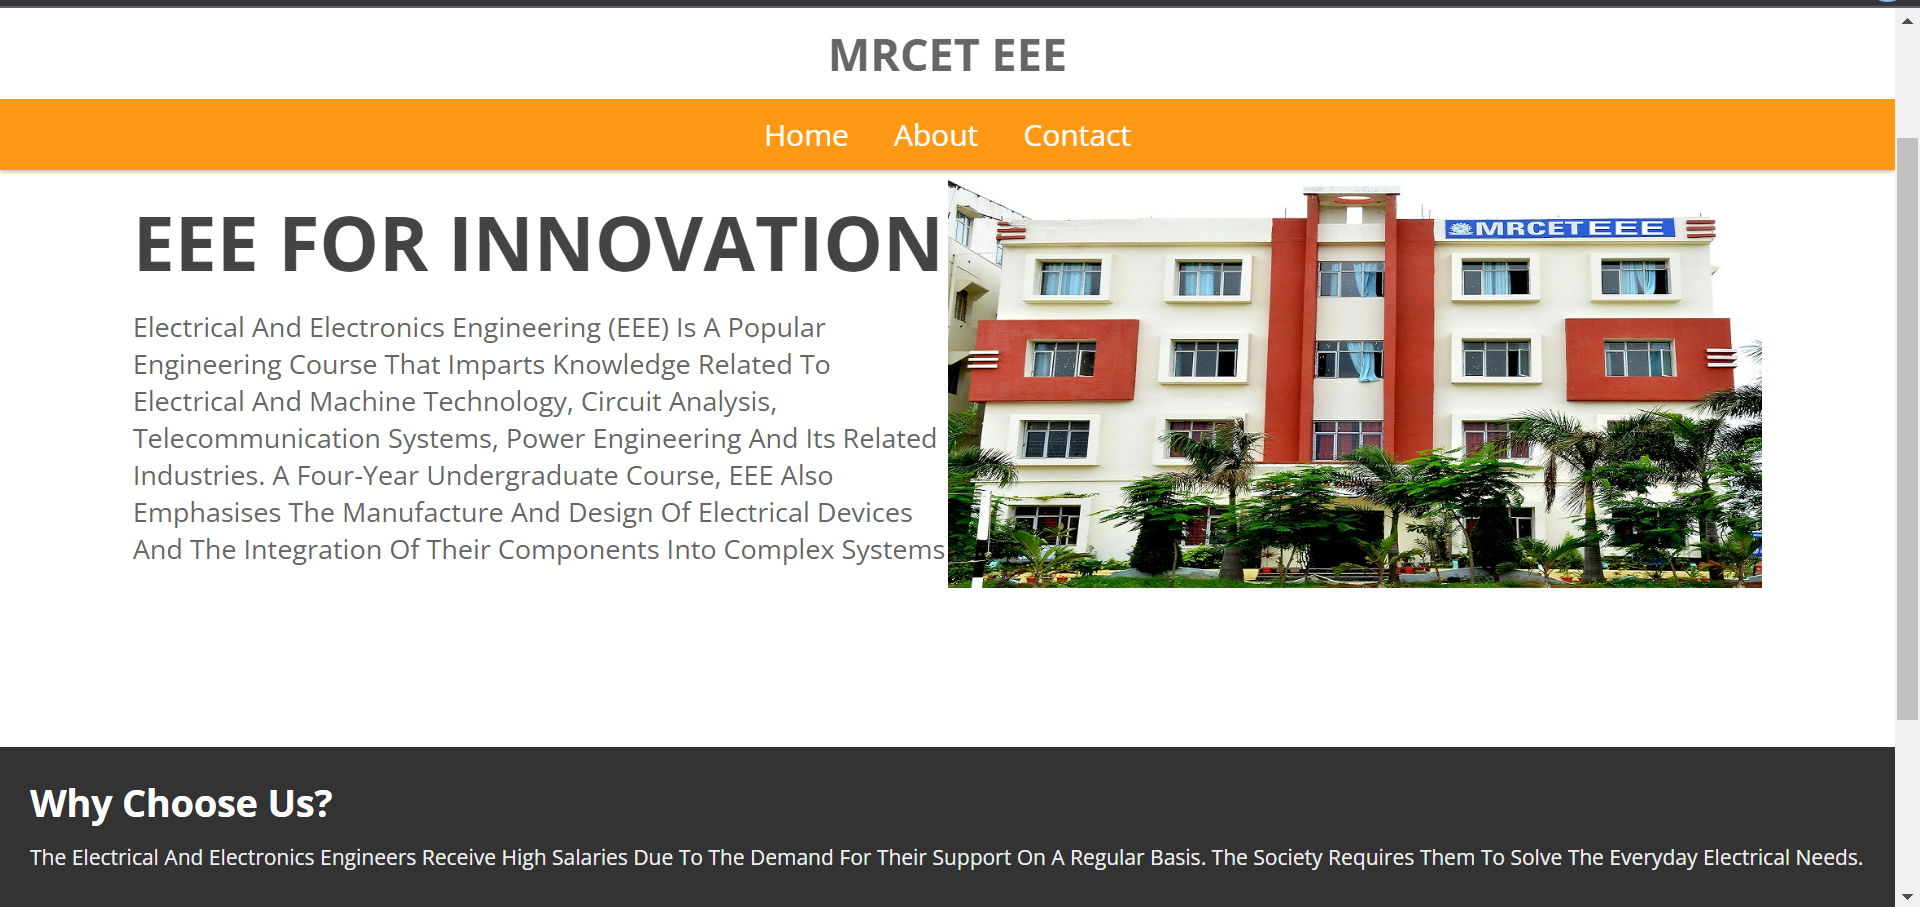 MRCET EEE
Home About Contact
EEE FOR INNOVATION
Electrical And Electronics Engineering (EEE) Is A Popular
Engineering Course That Imparts Knowledge Related To
Electrical And Machine Technology, Circuit Analysis,
Telecommunication Systems, Power Engineering And Its Related
Industries. A Four-Year Undergraduate Course, EEE Also
Emphasises The Manufacture And Design Of Electrical Devices
And The Integration Of Their Components Into Complex Systems
MRCET EEE
Why Choose Us?
The Electrical And Electronics Engineers Receive High Salaries Due To The Demand For Their Support On A Regular Basis. The Society Requires Them To Solve The Everyday Electrical Needs.